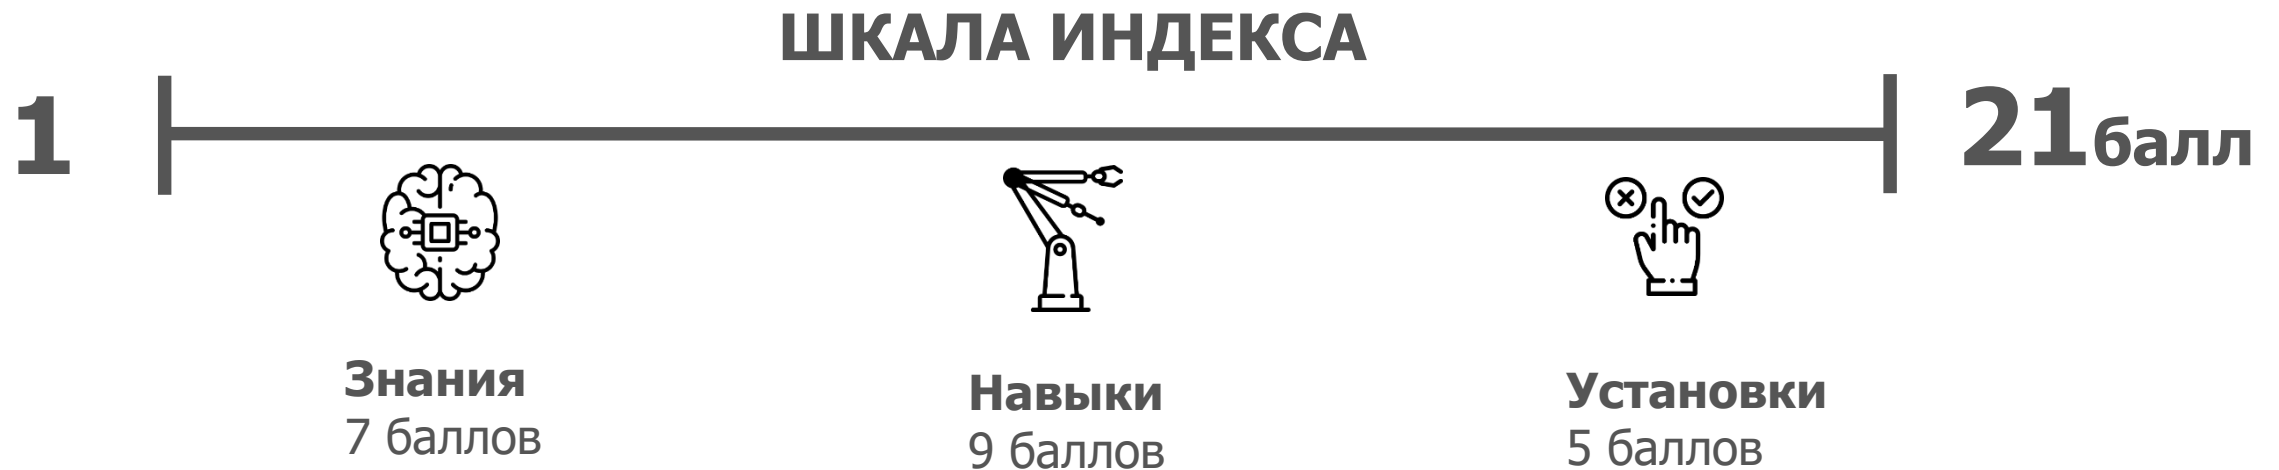 ШКАЛА ИНДЕКСА
1
21балл
Знания
7 баллов
Навыки
9 баллов
Установки
5 баллов